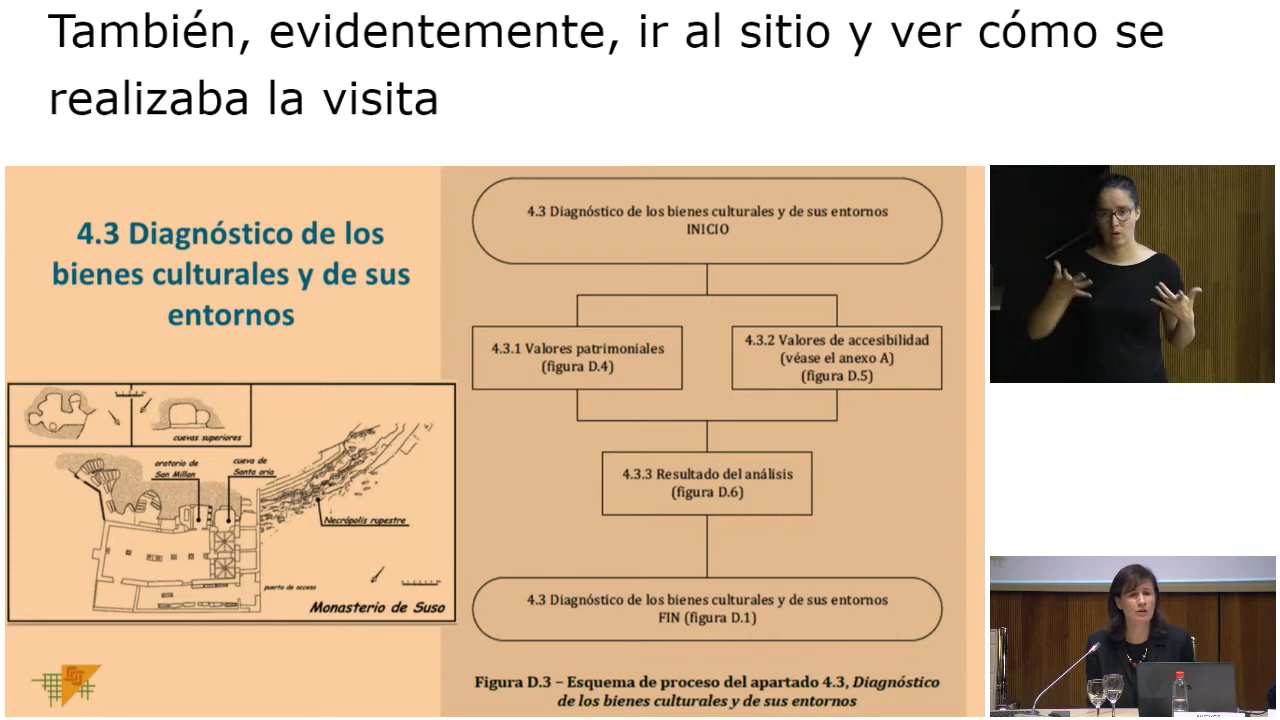 También, evidentemente, ir al sitio y ver cómo se
realizaba la visita
4.3 Diagnóstico de los
bienes culturales y de sus
entornos
cuevas superiores
oratorio de
San Millan
cueva de
Santa oria
Necrópolis rupestre
puerta de acceso
Monasterio de Suso
4.3 Diagnóstico de los bienes culturales y de sus entornos
INICIO
4.3.1 Valores patrimoniales
(figura D.4)
4.3.2 Valores de accesibilidad
(véase el anexo A)
(figura D.5)
4.3.3 Resultado del análisis
(figura D.6)
4.3 Diagnóstico de los bienes culturales y de sus entornos
FIN (figura D.1)
Figura D.3 – Esquema de proceso del apartado 4.3, Diagnóstico
de los bienes culturales y de sus entornos